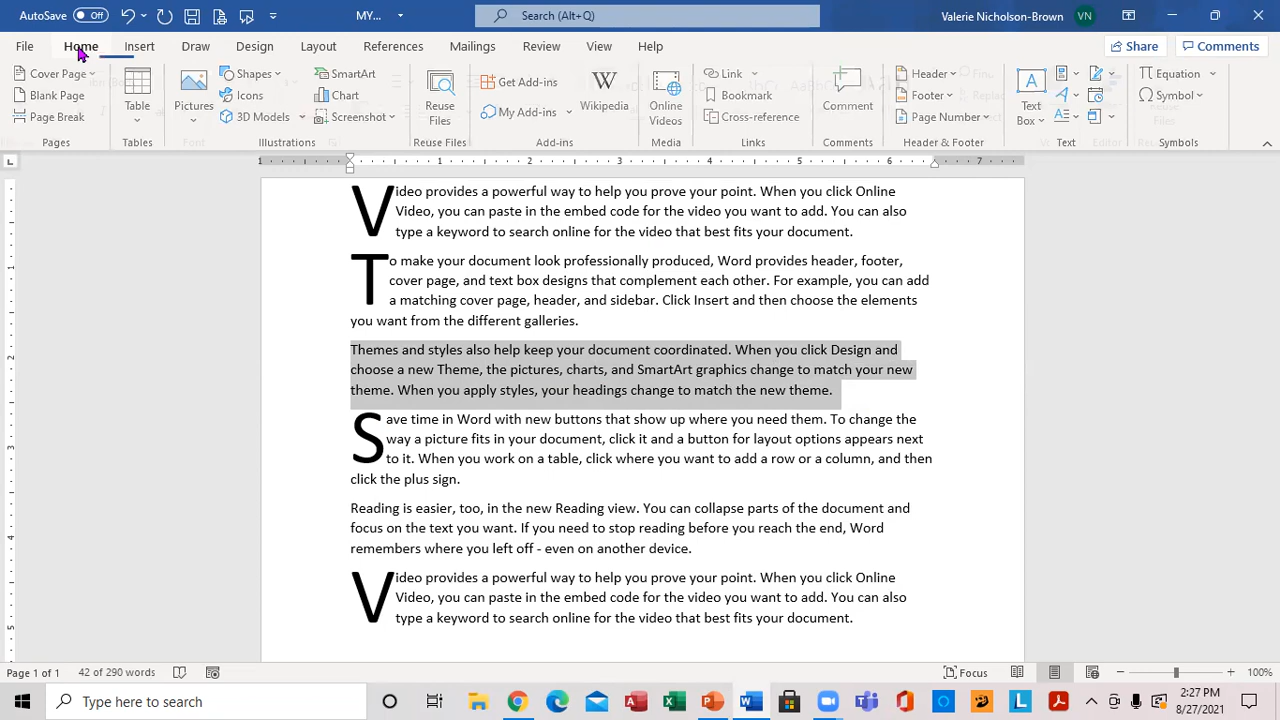 AutoSave Off MY... Search (Alt+Q) Valerie Nicholson-Brown VN
File Home Insert Draw Design Layout References Mailings Review View Help Share Comments
Cover Page Shapes SmartArt Get Add-ins Link Header Equation
Blank Page Table Pictures Icons Chart Reuse Files Wikipedia Online Videos Bookmark Comment Footer Text Box Symbol
Page Break 3D Models Screenshot My Add-ins Cross-reference Page Number
Pages Tables Illustrations Reuse Files Add-ins Media Links Comments Header & Footer Text Symbols
1 1 2 3 4 5 6 7
Video provides a powerful way to help you prove your point. When you click Online
Video, you can paste in the embed code for the video you want to add. You can also
type a keyword to search online for the video that best fits your document.
To make your document look professionally produced, Word provides header, footer,
cover page, and text box designs that complement each other. For example, you can add
a matching cover page, header, and sidebar. Click Insert and then choose the elements
you want from the different galleries.
Themes and styles also help keep your document coordinated. When you click Design and
choose a new Theme, the pictures, charts, and SmartArt graphics change to match your new
theme. When you apply styles, your headings change to match the new theme.
Save time in Word with new buttons that show up where you need them. To change the
way a picture fits in your document, click it and a button for layout options appears next
to it. When you work on a table, click where you want to add a row or a column, and then
click the plus sign.
Reading is easier, too, in the new Reading view. You can collapse parts of the document and
focus on the text you want. If you need to stop reading before you reach the end, Word
remembers where you left off - even on another device.
Video provides a powerful way to help you prove your point. When you click Online
Video, you can paste in the embed code for the video you want to add. You can also
type a keyword to search online for the video that best fits your document.
Page 1 of 1 42 of 290 words Focus 100%
Type here to search 2:27 PM
8/27/2021